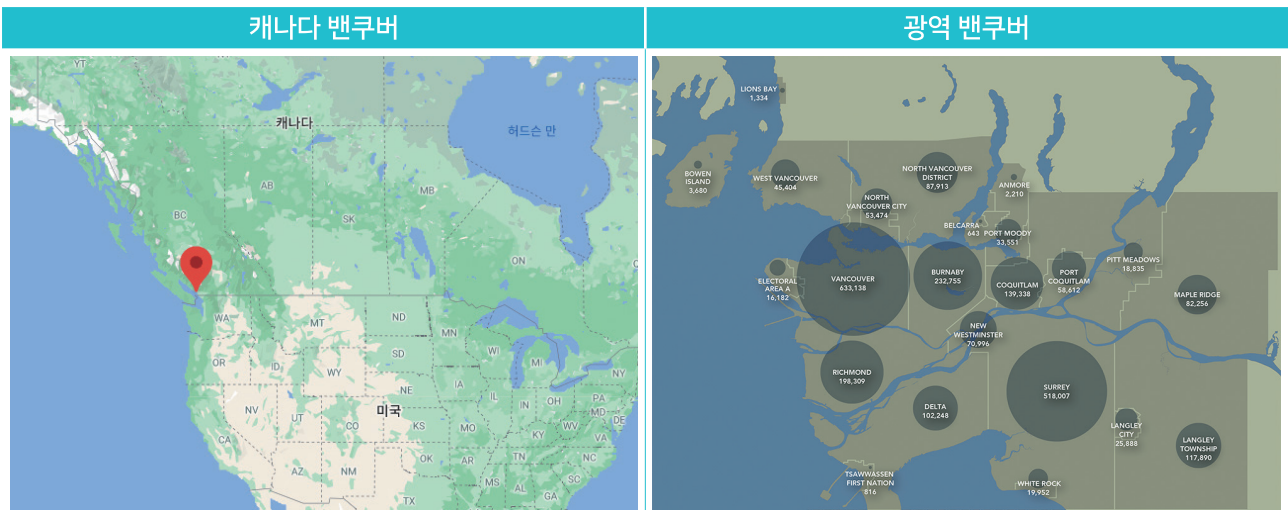 캐나다 밴쿠버
광역 밴쿠버
YT
캐나다
허드슨 만
AB
MB
BC
SK
ON
WA
MT
ND
MN
OR
ID
SD
WI
MI
NY
WY
NE
IA
IL
IN
OH
PA
MD
DE
NV
UT
CO
미국
KS
MO
KY
WV
VA
CA
AZ
NM
OK
AR
TN
NC
SC
MS
AL
GA
TX
LIONS BAY
1,334
BOWEN
ISLAND
3,680
WEST VANCOUVER
45,404
NORTH VANCOUVER
DISTRICT
87,913
NORTH
VANCOUVER CITY
53,474
ANMORE
2,210
BELCARRA
643
PORT MOODY
33,551
ELECTORAL
AREA A
16,182
VANCOUVER
633,138
BURNABY
232,755
COQUITLAM
139,338
PORT
COQUITLAM
58,612
PITT MEADOWS
18,835
MAPLE RIDGE
82,256
NEW
WESTMINSTER
70,996
RICHMOND
198,309
DELTA
102,248
SURREY
518,007
LANGLEY
CITY
25,888
LANGLEY
TOWNSHIP
117,890
TSAWWASSEN
FIRST NATION
816
WHITE ROCK
19,952